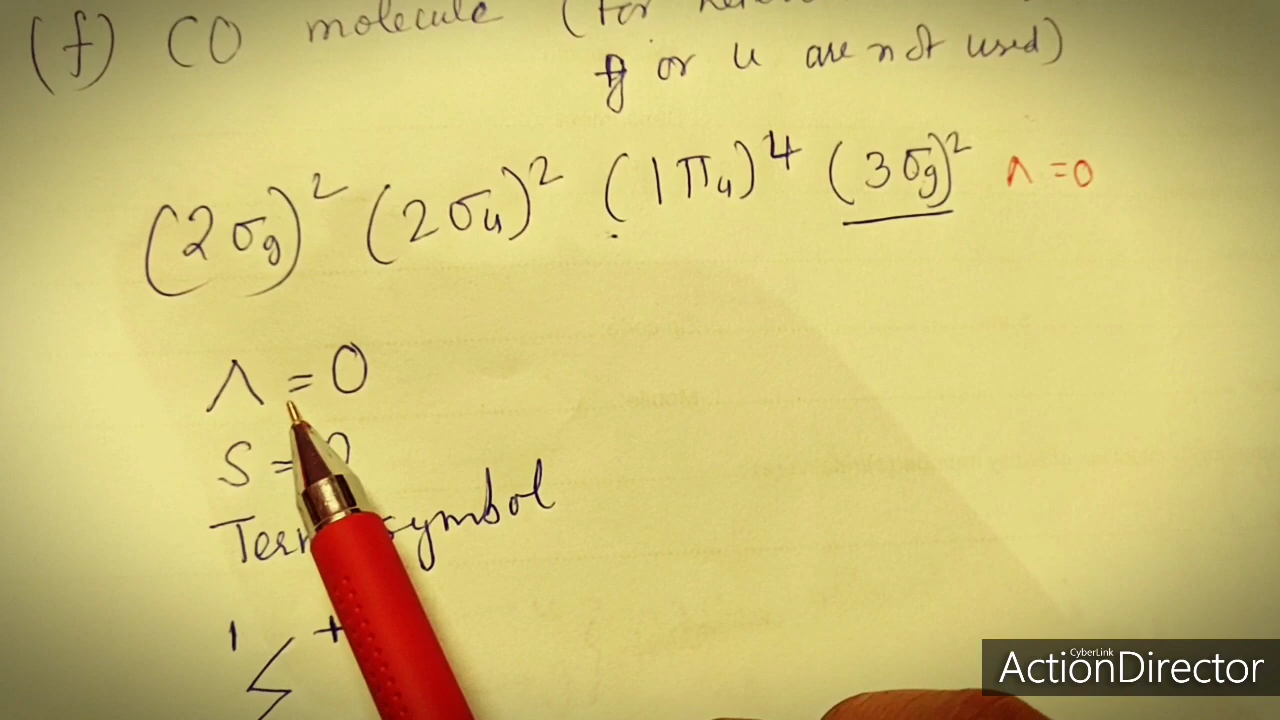 (f) CO molecule (for
g or u are not used)
(2σg)² (2σu)² (1πu)⁴ (3σg)² Λ = 0
Λ = 0
S =
Term symbol
¹Σ⁺
CyberLink
ActionDirector